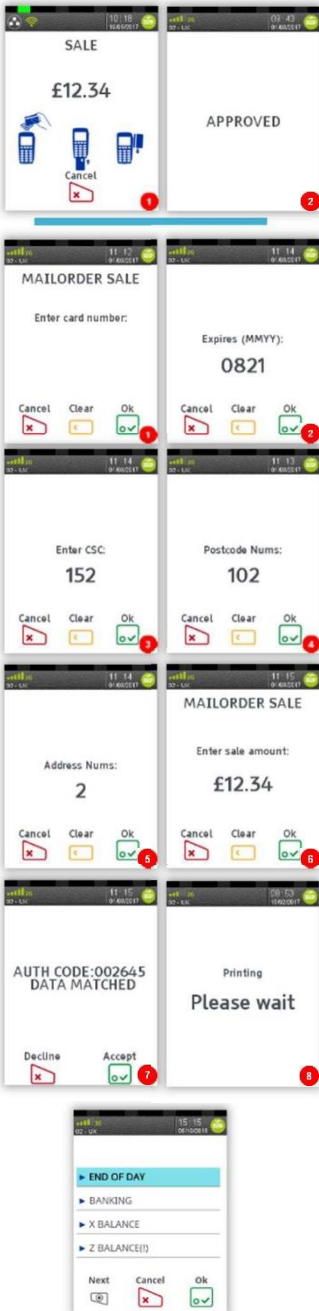 10:18
SALE
£12.34
Cancel
1
03:43
APPROVED
2
11:12
MAILORDER SALE
Enter card number:
Cancel Clear Ok
1
11:14
Expires (MMYY):
0821
Cancel Clear Ok
2
11:14
Enter CSC:
152
Cancel Clear Ok
3
11:13
Postcode Nums:
102
Cancel Clear Ok
4
11:14
Address Nums:
2
Cancel Clear Ok
5
11:15
MAILORDER SALE
Enter sale amount:
£12.34
Cancel Clear Ok
6
11:15
AUTH CODE:002645
DATA MATCHED
Decline Accept
7
08:53
Printing
Please wait
8
15:15
END OF DAY
BANKING
X BALANCE
Z BALANCE(!)
Next Cancel Ok